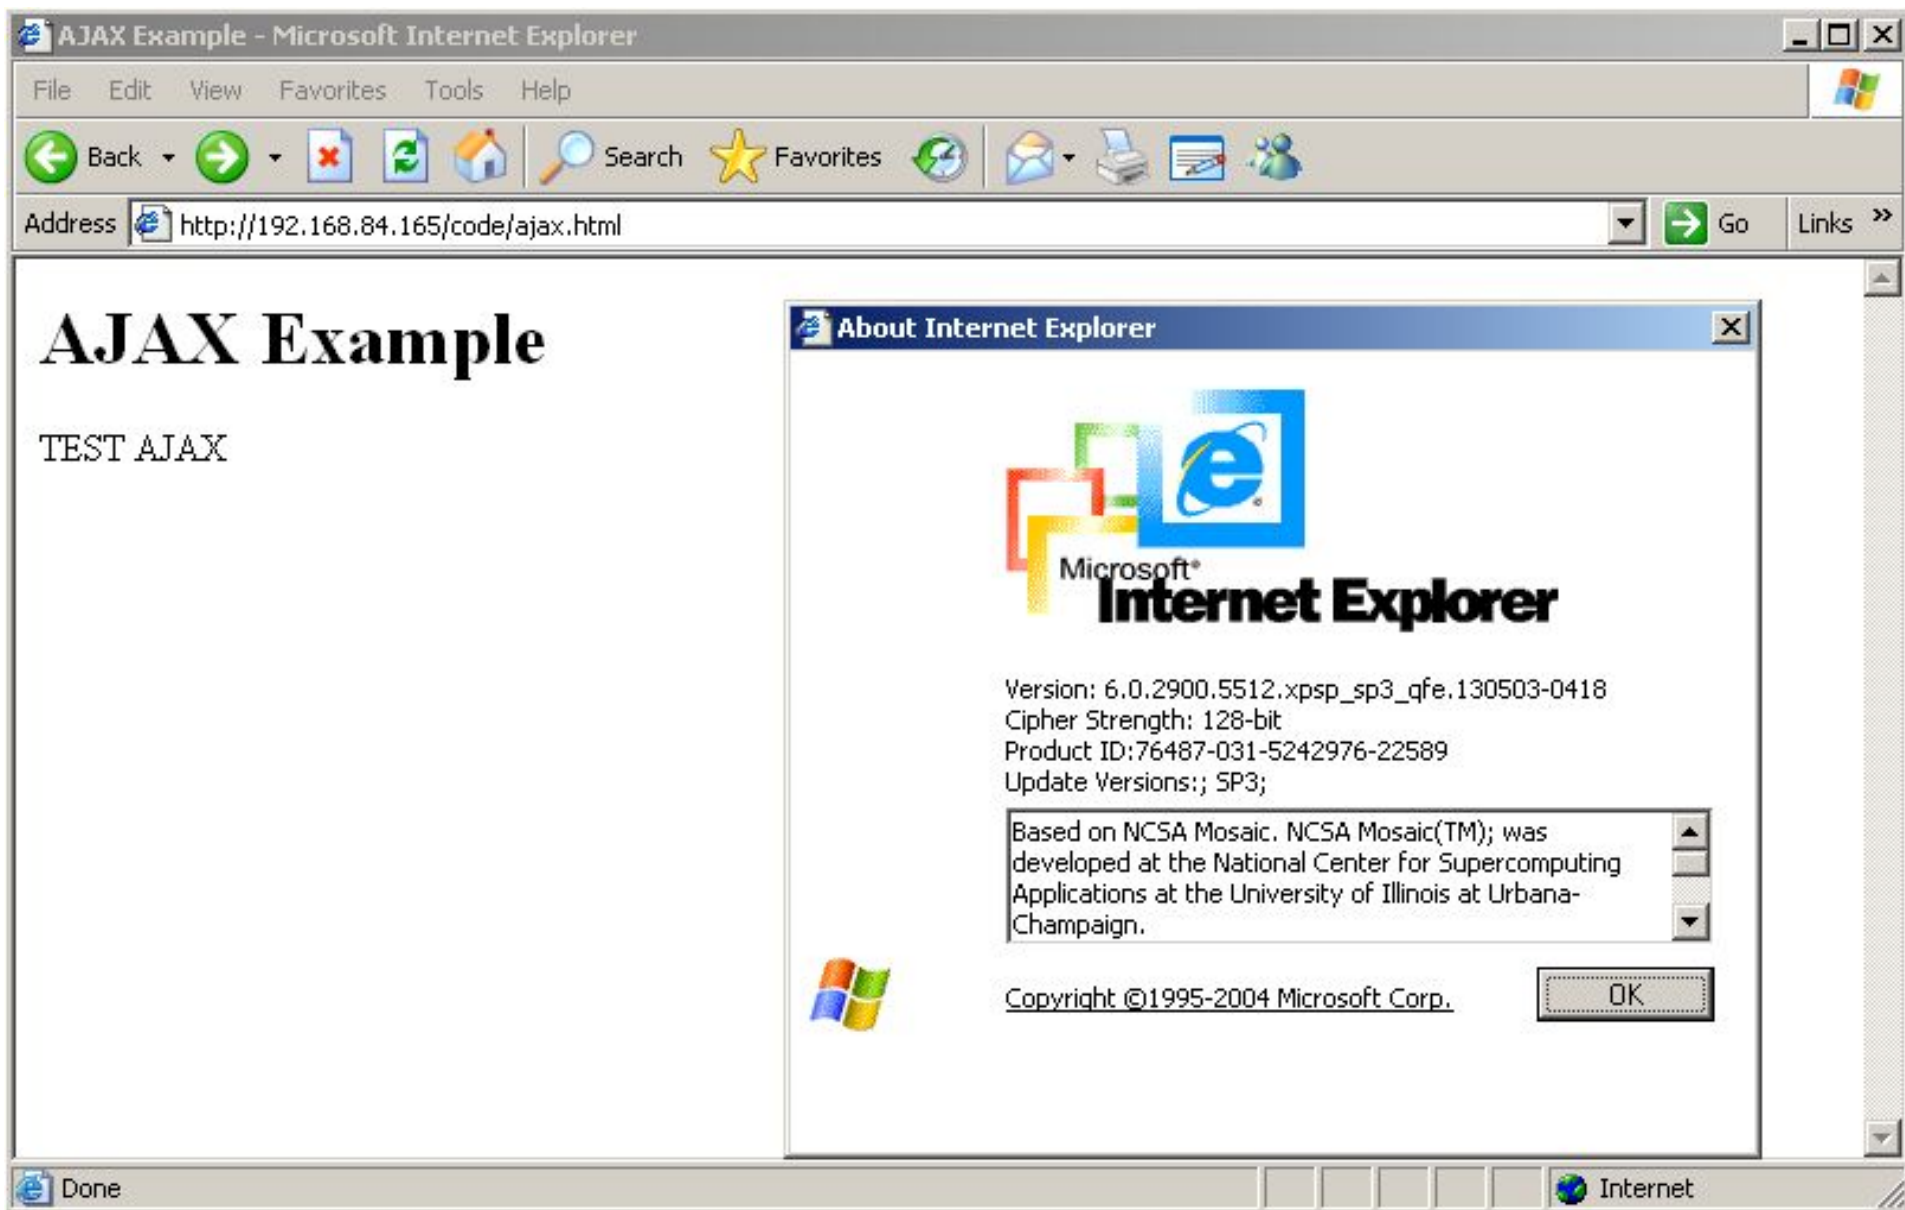 AJAX Example - Microsoft Internet Explorer
File Edit View Favorites Tools Help
Back Search Favorites
Address http://192.168.84.165/code/ajax.html Go Links »
AJAX Example
TEST AJAX
About Internet Explorer
Microsoft®
Internet Explorer
Version: 6.0.2900.5512.xpsp_sp3_qfe.130503-0418
Cipher Strength: 128-bit
Product ID:76487-031-5242976-22589
Update Versions:; SP3;
Based on NCSA Mosaic. NCSA Mosaic(TM); was
developed at the National Center for Supercomputing
Applications at the University of Illinois at Urbana-
Champaign.
Copyright ©1995-2004 Microsoft Corp.
OK
Done
Internet